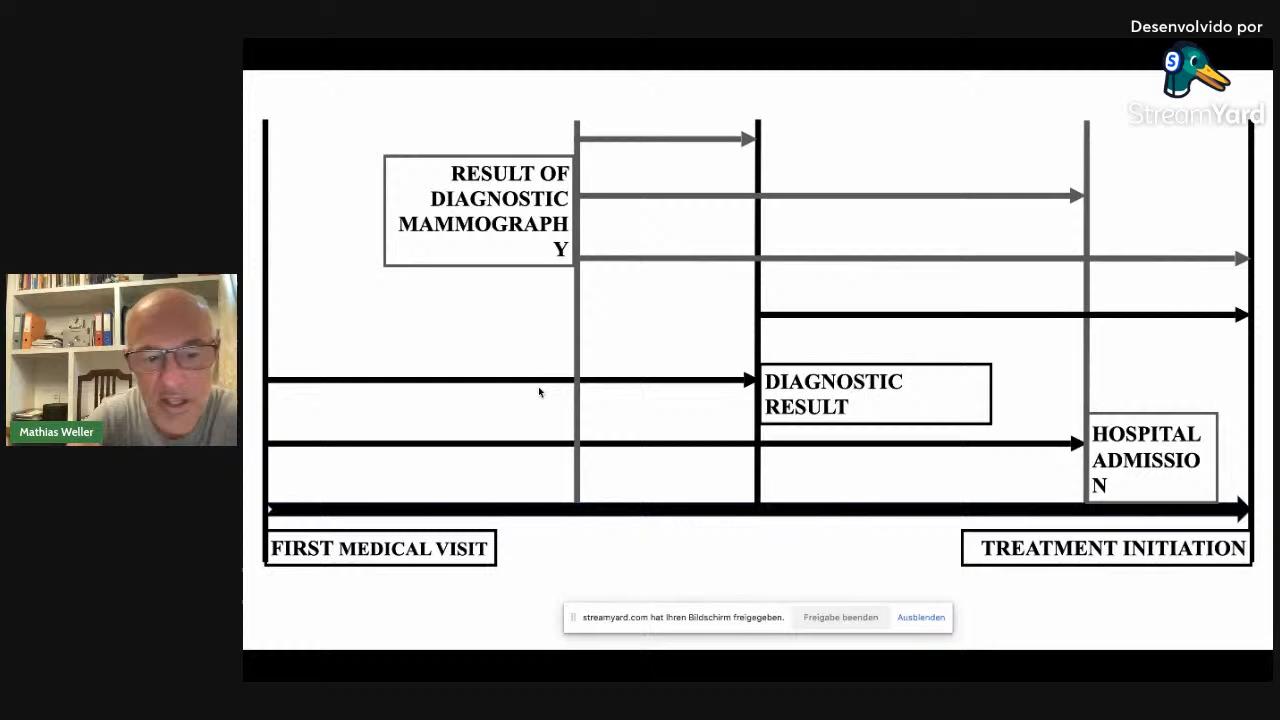 Desenvolvido por
StreamYard
RESULT OF
DIAGNOSTIC
MAMMOGRAPH
Y
DIAGNOSTIC
RESULT
HOSPITAL
ADMISSIO
N
Mathias Weller
FIRST MEDICAL VISIT
TREATMENT INITIATION
streamyard.com hat Ihren Bildschirm freigegeben.
Freigabe beenden
Ausblenden